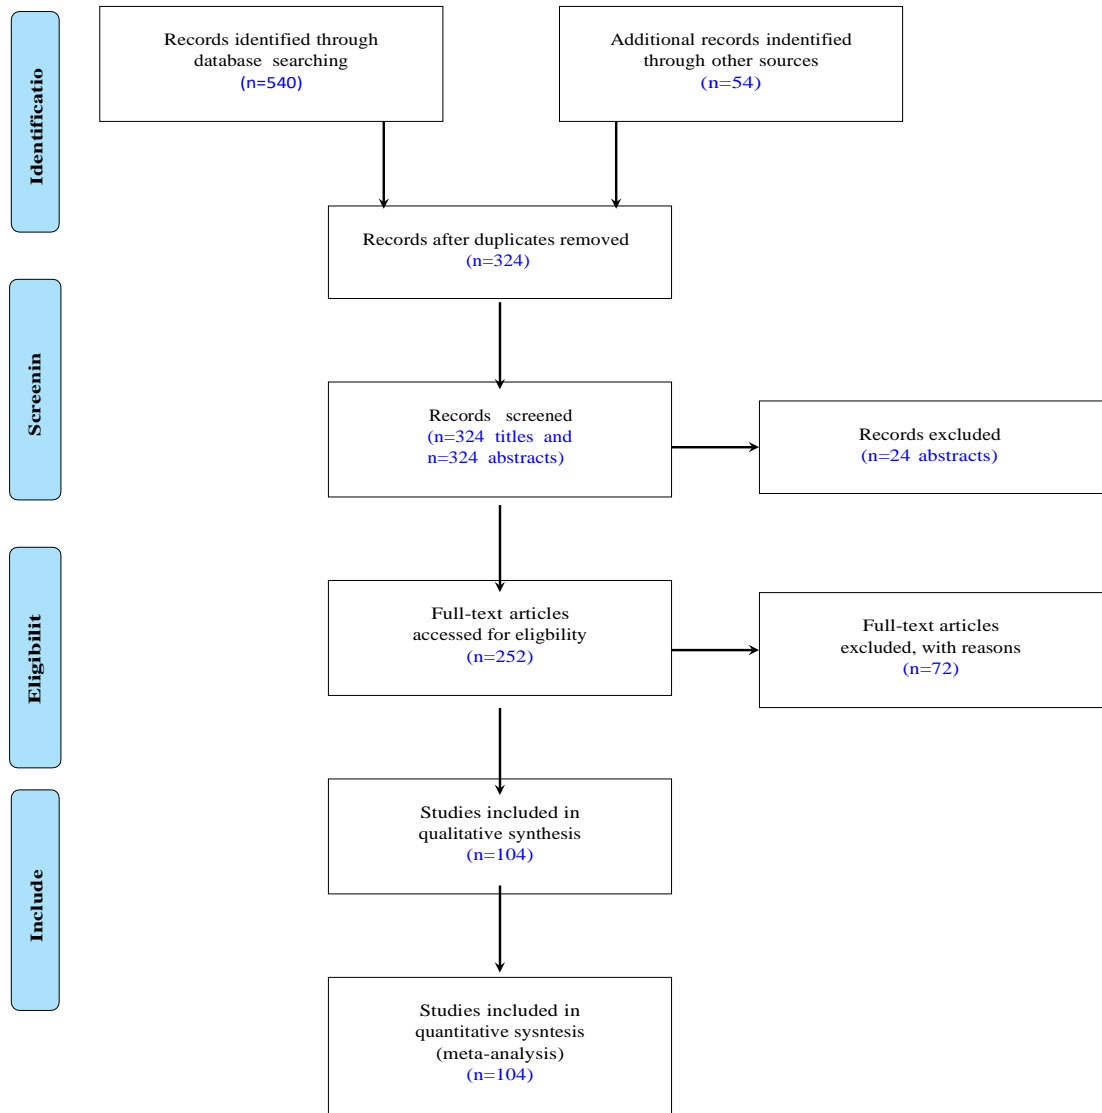 Identificatio
Records identified through
database searching
(n=540)
Additional records indentified
through other sources
(n=54)
Records after duplicates removed
(n=324)
Screenin
Records screened
(n=324 titles and
n=324 abstracts)
Records excluded
(n=24 abstracts)
Eligibilit
Full-text articles
accessed for eligbility
(n=252)
Full-text articles
excluded, with reasons
(n=72)
Include
Studies included in
qualitative synthesis
(n=104)
Studies included in
quantitative sysntesis
(meta-analysis)
(n=104)